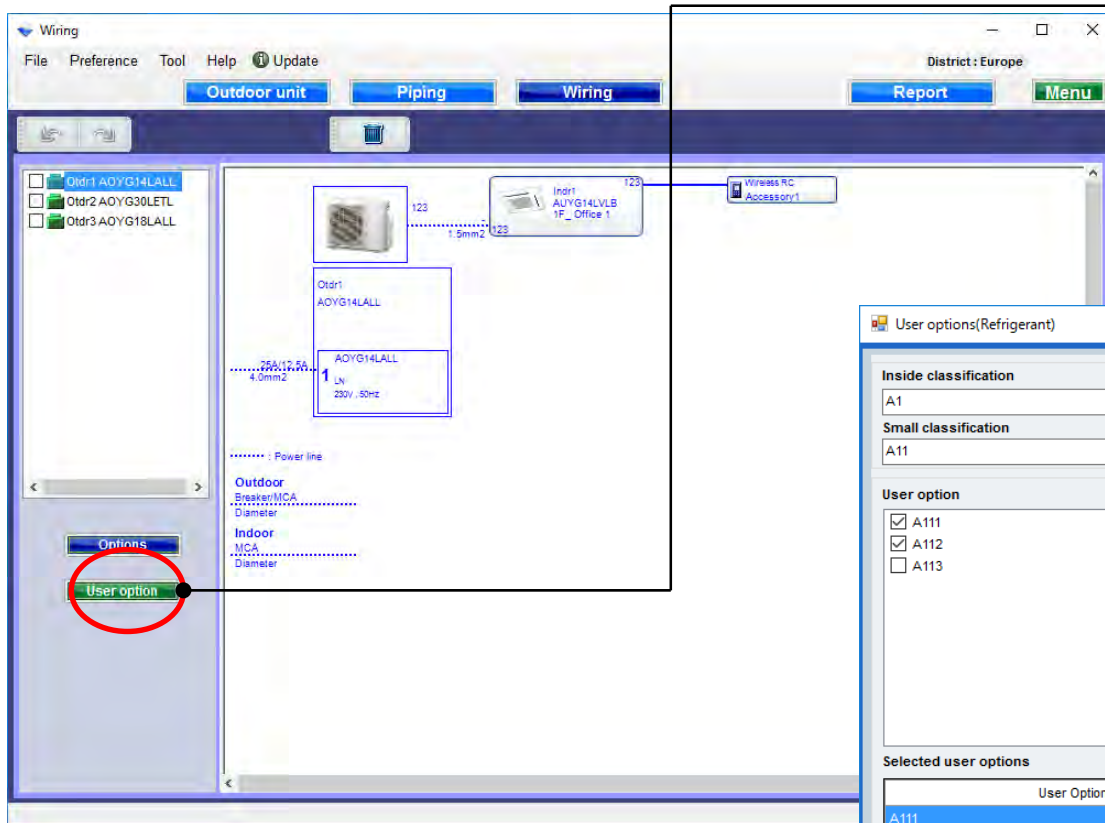 Wiring
File Preference Tool Help Update
District : Europe
Outdoor unit Piping Wiring Report Menu
Otdr1 AOYG14LALL
Otdr2 AOYG30LETL
Otdr3 AOYG18LALL
123
1.5mm2
123
Indr1
AUYG14LVLB
1F_ Office 1
123
Wireless RC
Accessory1
Otdr1
AOYG14LALL
25A/12.5A
4.0mm2
AOYG14LALL
1 LN
230V , 50Hz
: Power line
Outdoor
Breaker/MCA
Diameter
Indoor
MCA
Diameter
Options
User option
User options(Refrigerant)
Inside classification
A1
Small classification
A11
User option
A111
A112
A113
Selected user options
User Option
A111